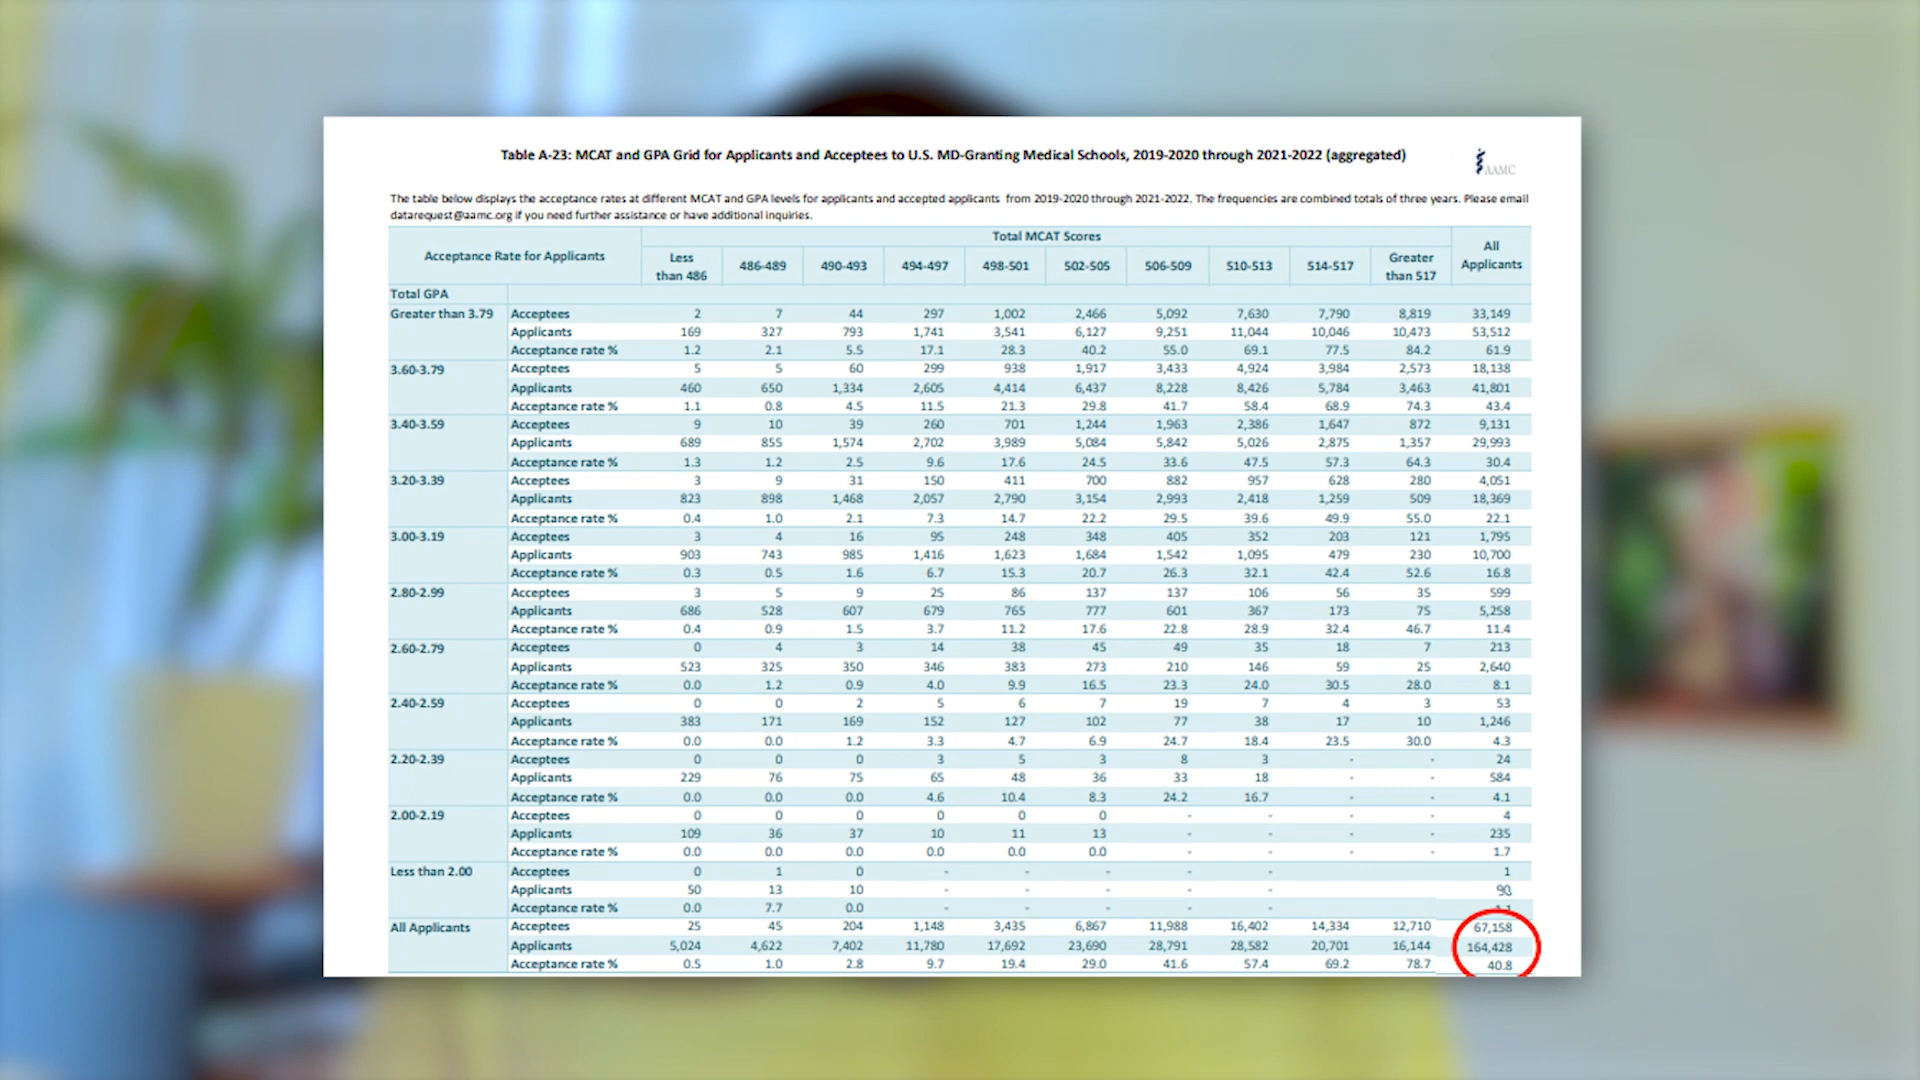 Table A-23: MCAT and GPA Grid for Applicants and Acceptees to U.S. MD-Granting Medical Schools, 2019-2020 through 2021-2022 (aggregated)
AAMC
The table below displays the acceptance rates at different MCAT and GPA levels for applicants and accepted applicants from 2019-2020 through 2021-2022. The frequencies are combined totals of three years. Please email
datarequest@aamc.org if you need further assistance or have additional inquiries.
Acceptance Rate for Applicants Total MCAT Scores All Applicants
Less than 486 486-489 490-493 494-497 498-501 502-505 506-509 510-513 514-517 Greater than 517
Total GPA
Greater than 3.79 Acceptees 2 7 44 297 1,002 2,466 5,092 7,630 7,790 8,819 33,149
Applicants 169 327 793 1,741 3,541 6,127 9,251 11,044 10,046 10,473 53,512
Acceptance rate % 1.2 2.1 5.5 17.1 28.3 40.2 55.0 69.1 77.5 84.2 61.9
3.60-3.79 Acceptees 5 5 60 299 938 1,917 3,433 4,924 3,984 2,573 18,138
Applicants 460 650 1,334 2,605 4,414 6,437 8,228 8,426 5,784 3,463 41,801
Acceptance rate % 1.1 0.8 4.5 11.5 21.3 29.8 41.7 58.4 68.9 74.3 43.4
3.40-3.59 Acceptees 9 10 39 260 701 1,244 1,963 2,386 1,647 872 9,131
Applicants 689 855 1,574 2,702 3,989 5,084 5,842 5,026 2,875 1,357 29,993
Acceptance rate % 1.3 1.2 2.5 9.6 17.6 24.5 33.6 47.5 57.3 64.3 30.4
3.20-3.39 Acceptees 3 9 31 150 411 700 882 957 628 280 4,051
Applicants 823 898 1,468 2,057 2,790 3,154 2,993 2,418 1,259 509 18,369
Acceptance rate % 0.4 1.0 2.1 7.3 14.7 22.2 29.5 39.6 49.9 55.0 22.1
3.00-3.19 Acceptees 3 4 16 95 248 348 405 352 203 121 1,795
Applicants 903 743 985 1,416 1,623 1,684 1,542 1,095 479 230 10,700
Acceptance rate % 0.3 0.5 1.6 6.7 15.3 20.7 26.3 32.1 42.4 52.6 16.8
2.80-2.99 Acceptees 3 5 9 25 86 137 137 106 56 35 599
Applicants 686 528 607 679 765 777 601 367 173 75 5,258
Acceptance rate % 0.4 0.9 1.5 3.7 11.2 17.6 22.8 28.9 32.4 46.7 11.4
2.60-2.79 Acceptees 0 4 3 14 38 45 49 35 18 7 213
Applicants 523 325 350 346 383 273 210 146 59 25 2,640
Acceptance rate % 0.0 1.2 0.9 4.0 9.9 16.5 23.3 24.0 30.5 28.0 8.1
2.40-2.59 Acceptees 0 0 2 5 6 7 19 7 4 3 53
Applicants 383 171 169 152 127 102 77 38 17 10 1,246
Acceptance rate % 0.0 0.0 1.2 3.3 4.7 6.9 24.7 18.4 23.5 30.0 4.3
2.20-2.39 Acceptees 0 0 0 3 5 3 8 3 - - 24
Applicants 229 76 75 65 48 36 33 18 - - 584
Acceptance rate % 0.0 0.0 0.0 4.6 10.4 8.3 24.2 16.7 - - 4.1
2.00-2.19 Acceptees 0 0 0 0 0 0 - - - - 4
Applicants 109 36 37 10 11 13 - - - - 235
Acceptance rate % 0.0 0.0 0.0 0.0 0.0 0.0 - - - - 1.7
Less than 2.00 Acceptees 0 1 0 - - - - - 1
Applicants 50 13 10 - - - - - 90
Acceptance rate % 0.0 7.7 0.0 - - - - -
All Applicants Acceptees 25 45 204 1,148 3,435 6,867 11,988 16,402 14,334 12,710 67,158
Applicants 5,024 4,622 7,402 11,780 17,692 23,690 28,791 28,582 20,701 16,144 164,428
Acceptance rate % 0.5 1.0 2.8 9.7 19.4 29.0 41.6 57.4 69.2 78.7 40.8